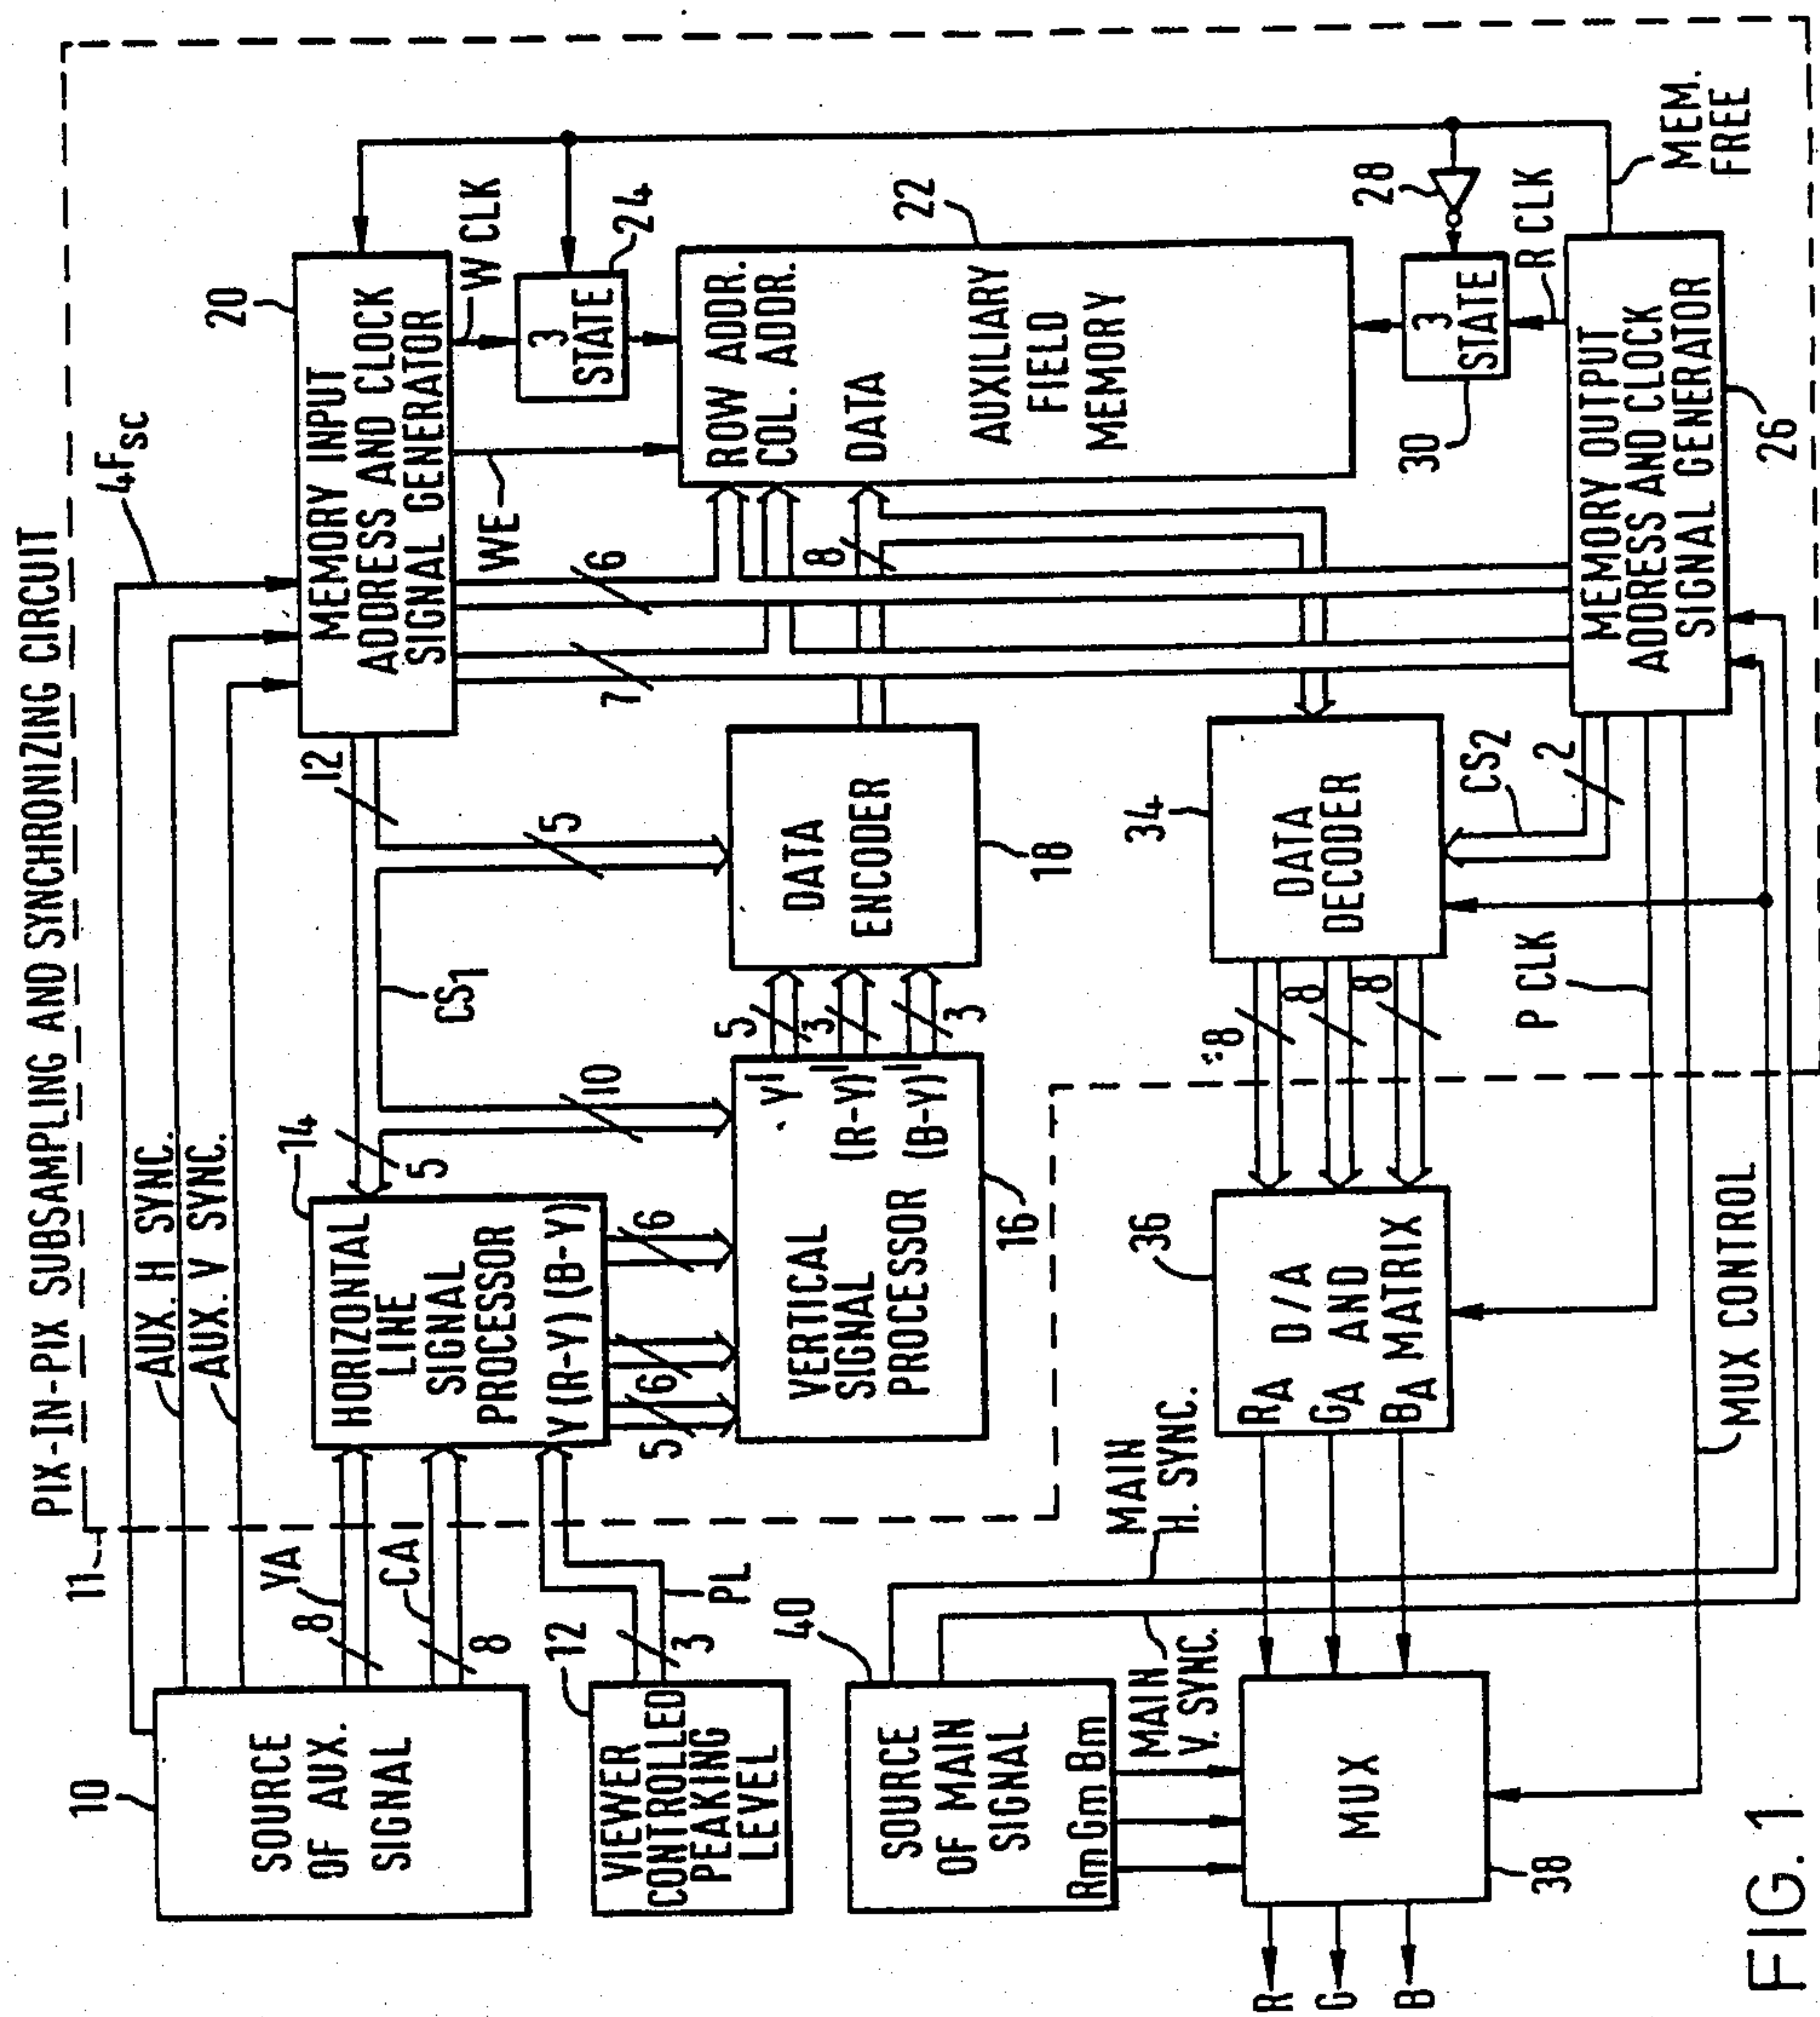 PIX-IN-PIX SUBSAMPLING AND SYNCHRONIZING CIRCUIT
11
10
SOURCE
OF AUX.
SIGNAL
AUX. H SYNC.
AUX. V SYNC.
4FSC
YA
8
CA
8
12
VIEWER
CONTROLLED
PEAKING
LEVEL
3
PL
14
HORIZONTAL
LINE
SIGNAL
PROCESSOR
Y (R-Y) (B-Y)
5
6
6
VERTICAL
SIGNAL
PROCESSOR
Y'
(R-Y)'
(B-Y)'
16
5
10
CS1
12
5
5
3
3
DATA
ENCODER
18
20
MEMORY INPUT
ADDRESS AND CLOCK
SIGNAL GENERATOR
W CLK
WE
7
6
8
3
STATE
24
ROW ADDR.
COL. ADDR.
DATA
AUXILIARY
FIELD
MEMORY
22
28
3
STATE
30
R CLK
MEM.
FREE
MEMORY OUTPUT
ADDRESS AND CLOCK
SIGNAL GENERATOR
26
34
DATA
DECODER
CS2
2
P CLK
8
8
8
36
D/A
AND
MATRIX
RA
GA
BA
MUX CONTROL
MAIN
H. SYNC.
MAIN
V. SYNC.
40
SOURCE
OF MAIN
SIGNAL
Rm Gm Bm
MUX
38
R
G
B
FIG. 1